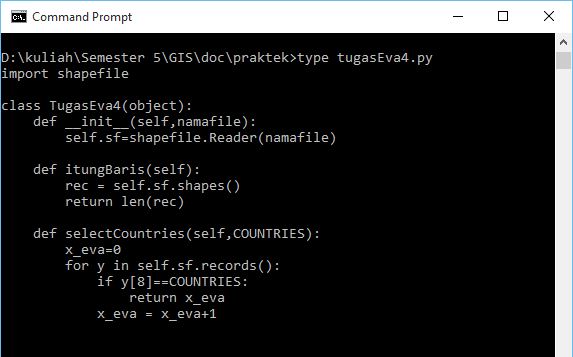 Command Prompt
D:\kuliah\Semester 5\GIS\doc\praktek>type tugasEva4.py
import shapefile
class TugasEva4(object):
    def __init__(self,namafile):
        self.sf=shapefile.Reader(namafile)
    def itungBaris(self):
        rec = self.sf.shapes()
        return len(rec)
    def selectCountries(self,COUNTRIES):
        x_eva=0
        for y in self.sf.records():
            if y[8]==COUNTRIES:
                return x_eva
            x_eva = x_eva+1